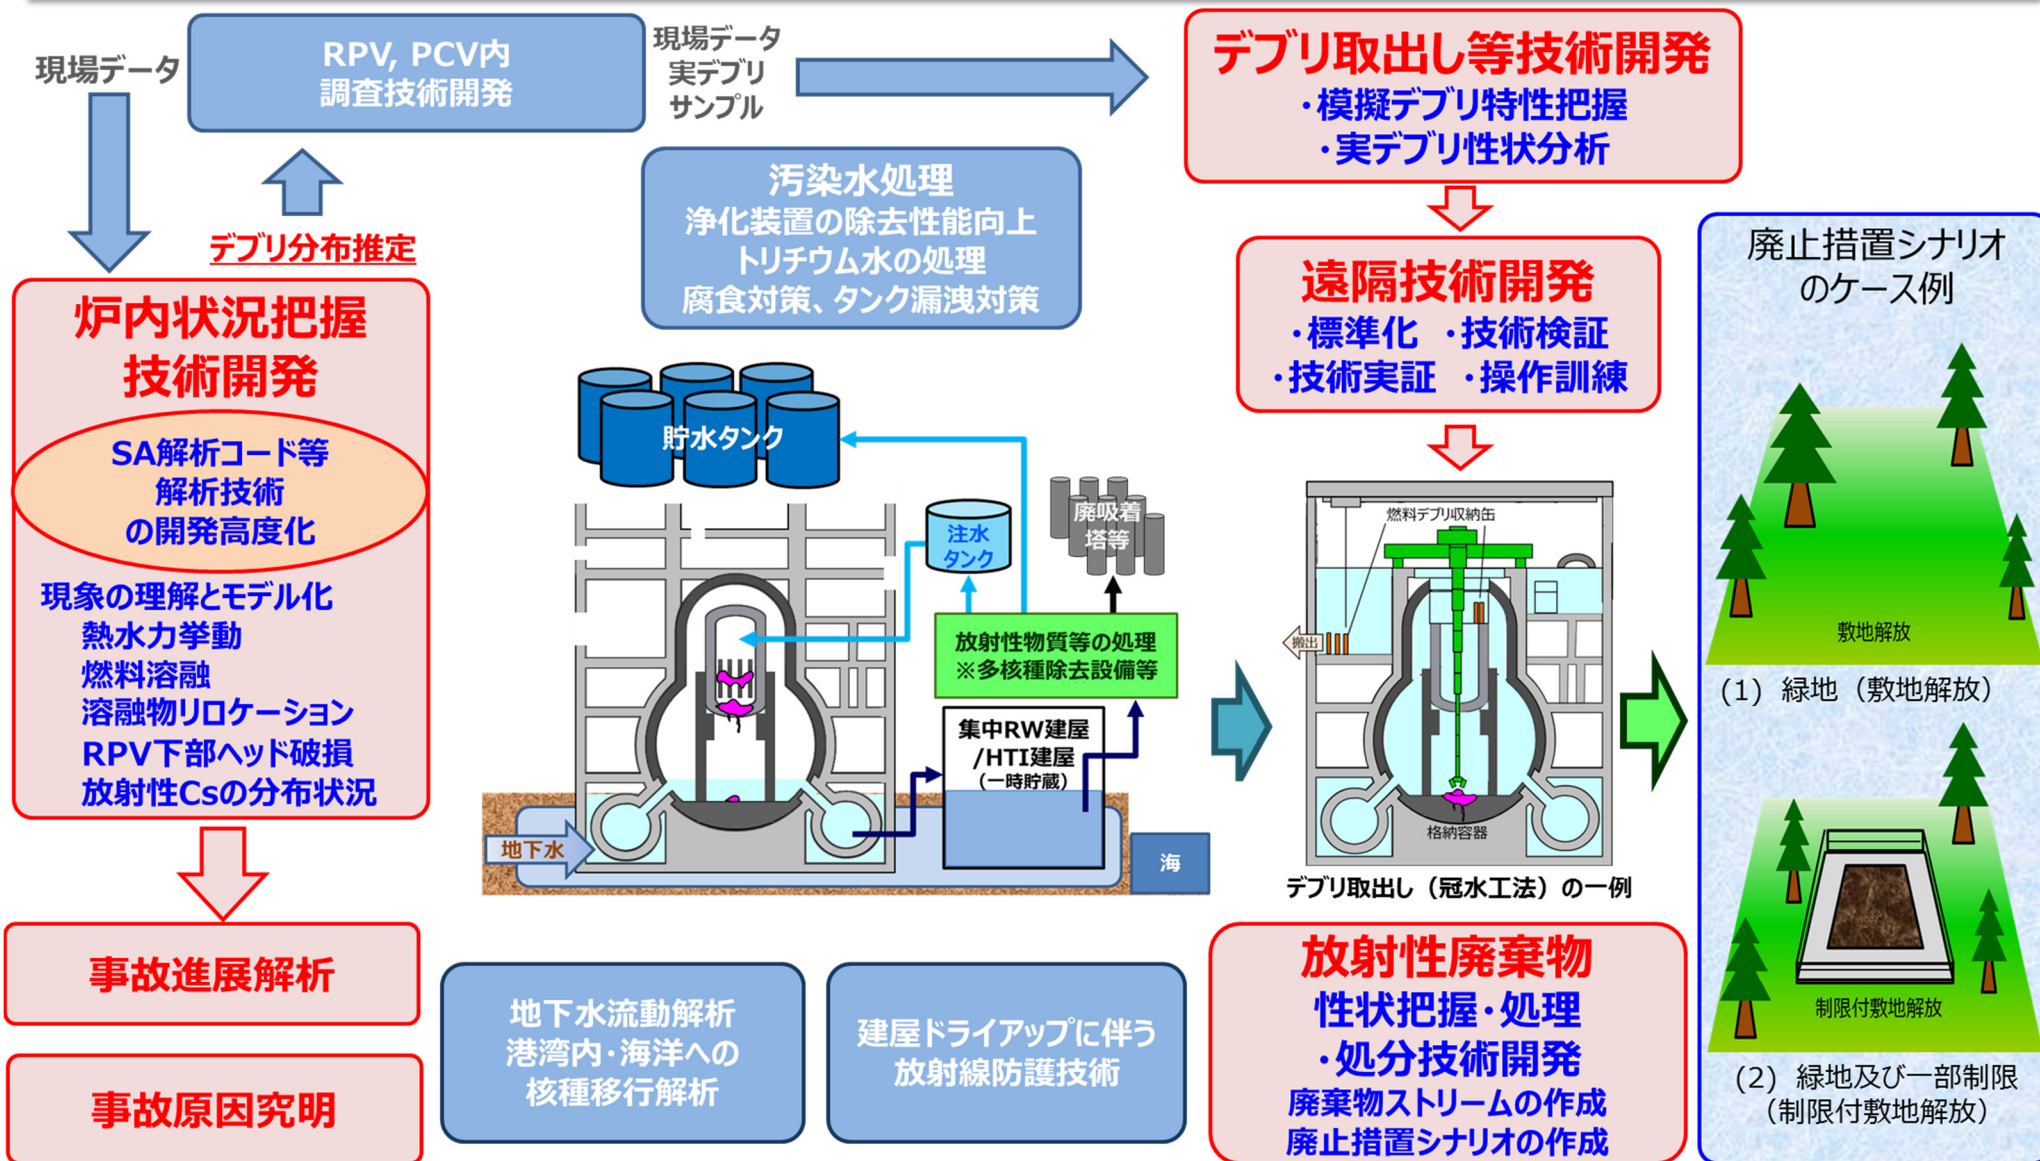 現場データ
RPV, PCV内
調査技術開発
現場データ
実デブリ
サンプル
デブリ取出し等技術開発
・模擬デブリ特性把握
・実デブリ性状分析
汚染水処理
浄化装置の除去性能向上
トリチウム水の処理
腐食対策、タンク漏洩対策
デブリ分布推定
炉内状況把握
技術開発
SA解析コード等
解析技術
の開発高度化
現象の理解とモデル化
熱水力挙動
燃料溶融
溶融物リロケーション
RPV下部ヘッド破損
放射性Csの分布状況
事故進展解析
事故原因究明
遠隔技術開発
・標準化 ・技術検証
・技術実証 ・操作訓練
貯水タンク
注水
タンク
廃吸着
塔等
放射性物質等の処理
※多核種除去設備等
集中RW建屋
/HTI建屋
(一時貯蔵)
地下水
海
燃料デブリ収納缶
搬出
格納容器
デブリ取出し（冠水工法）の一例
地下水流動解析
港湾内・海洋への
核種移行解析
建屋ドライアップに伴う
放射線防護技術
放射性廃棄物
性状把握・処理
・処分技術開発
廃棄物ストリームの作成
廃止措置シナリオの作成
廃止措置シナリオ
のケース例
敷地解放
(1) 緑地（敷地解放）
制限付敷地解放
(2) 緑地及び一部制限
（制限付敷地解放）